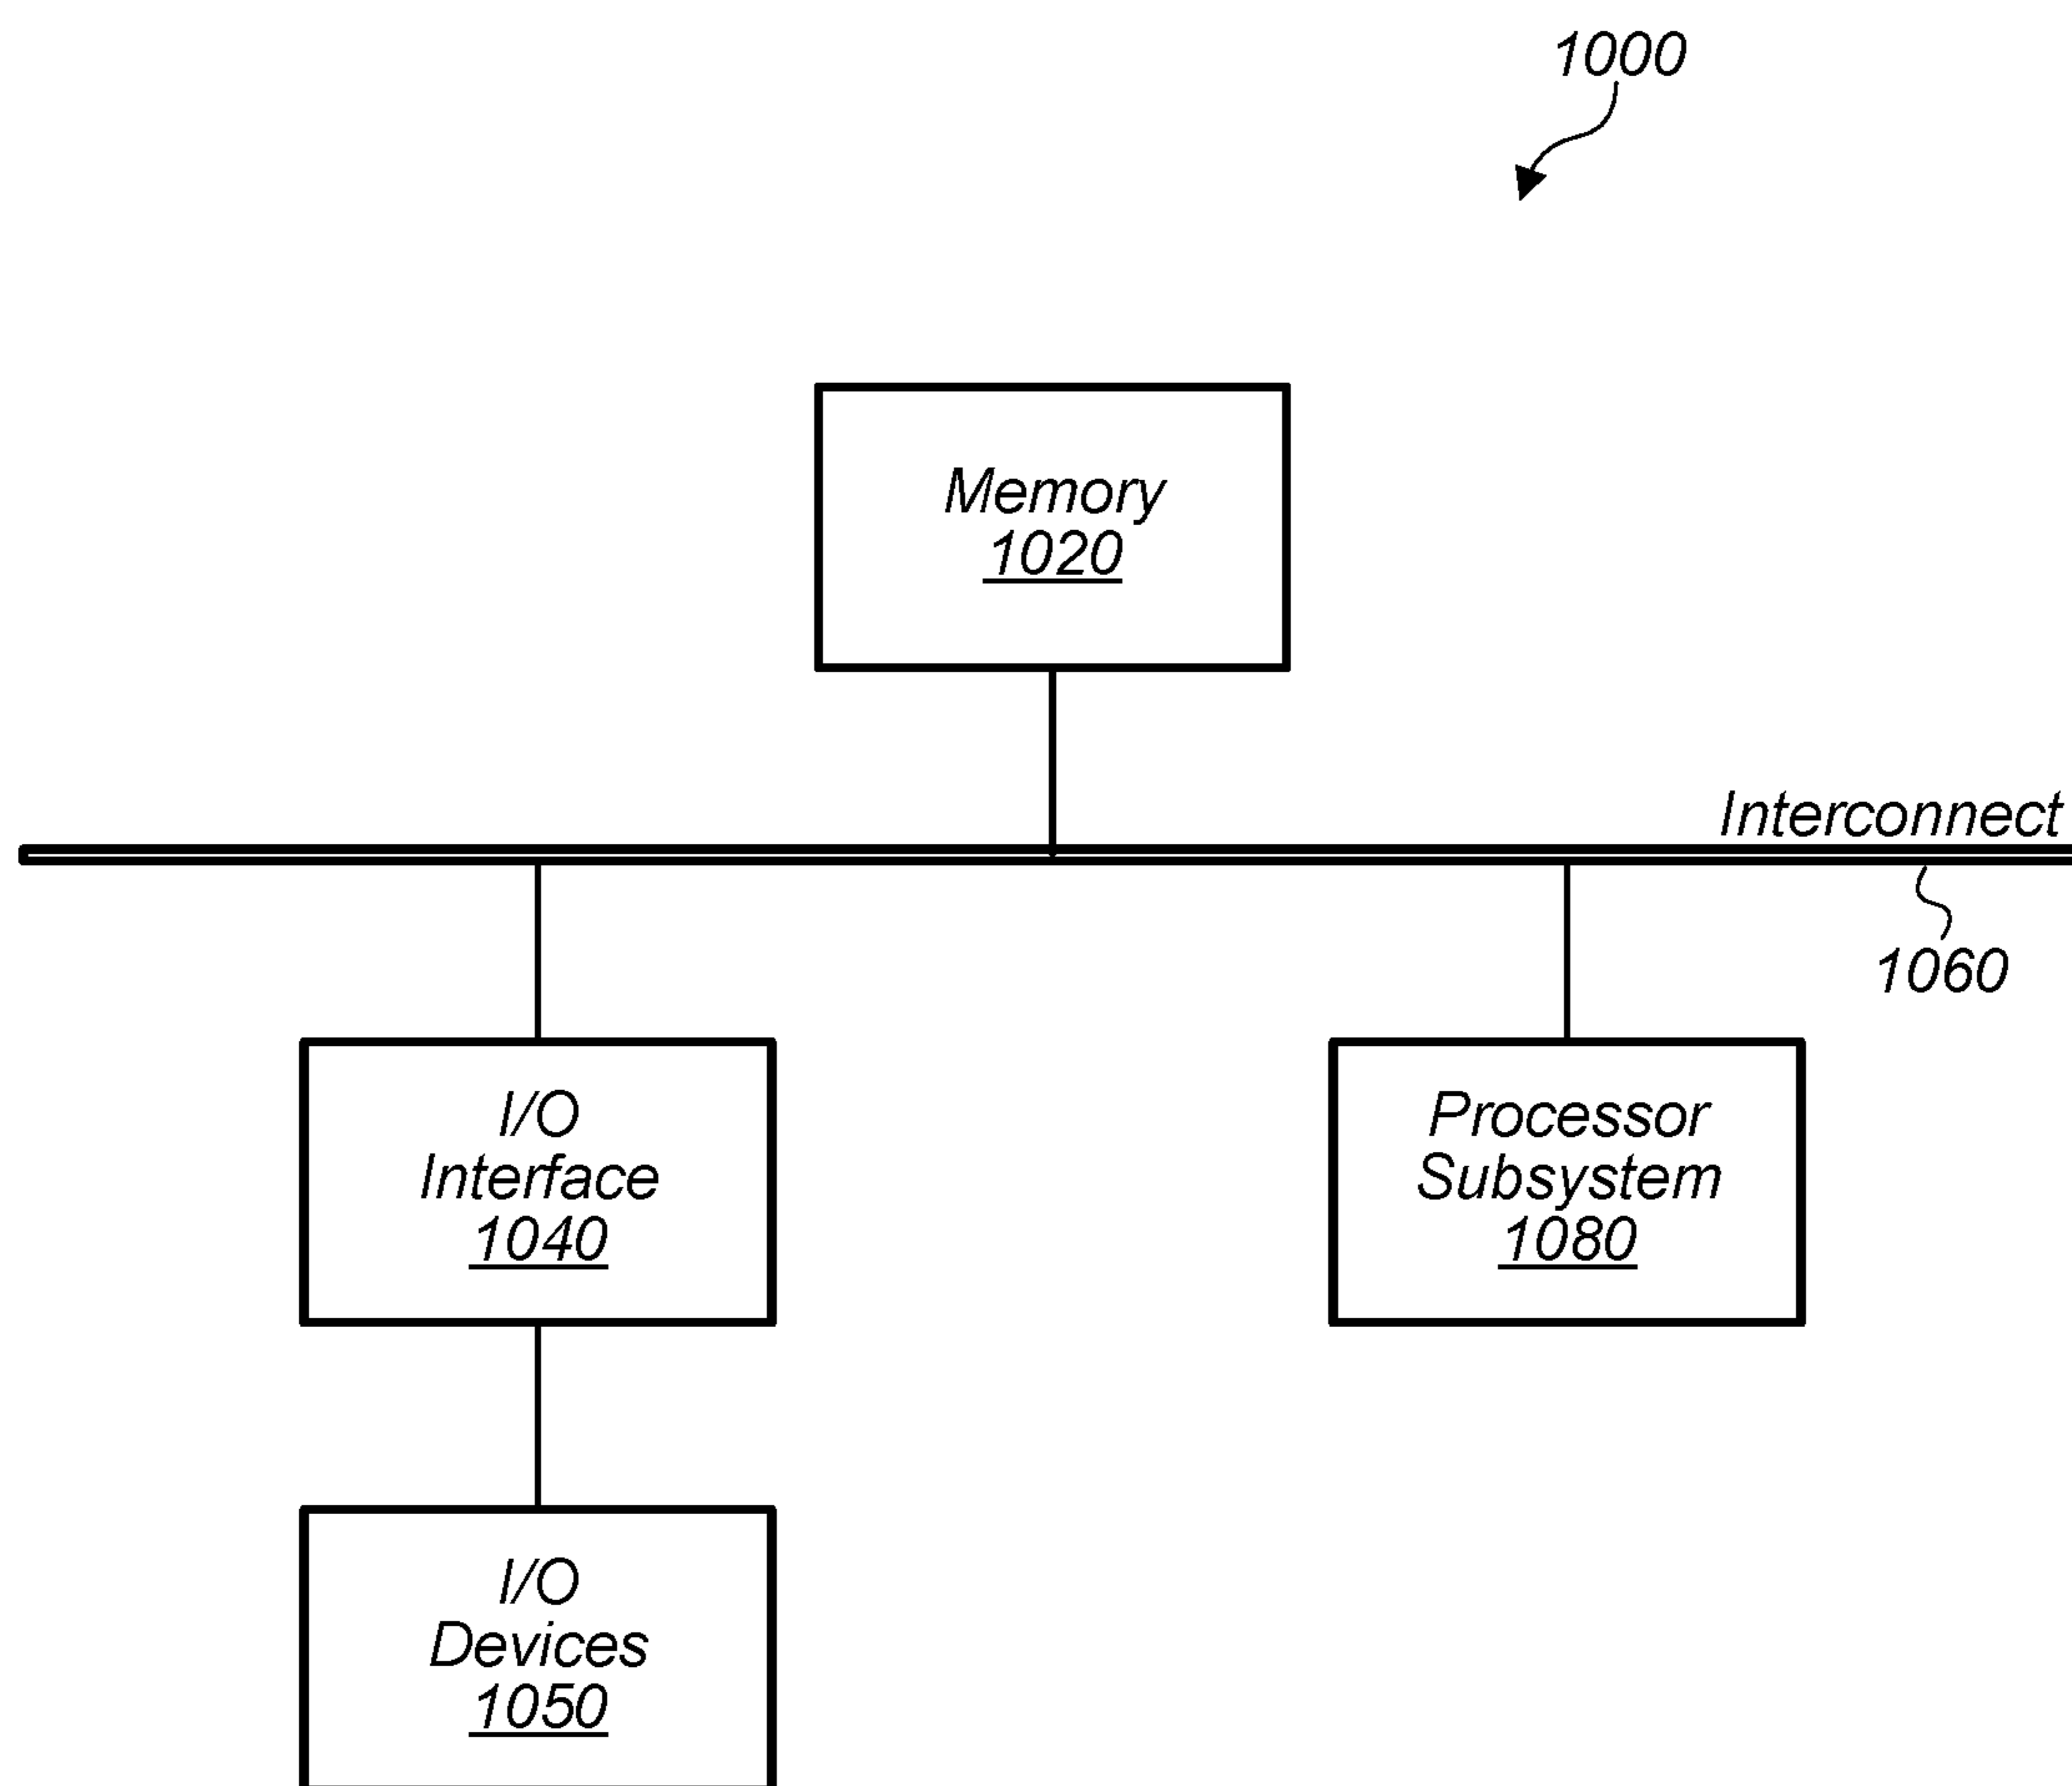 1000
Memory
1020
Interconnect
1060
I/O
Interface
1040
Processor
Subsystem
1080
I/O
Devices
1050